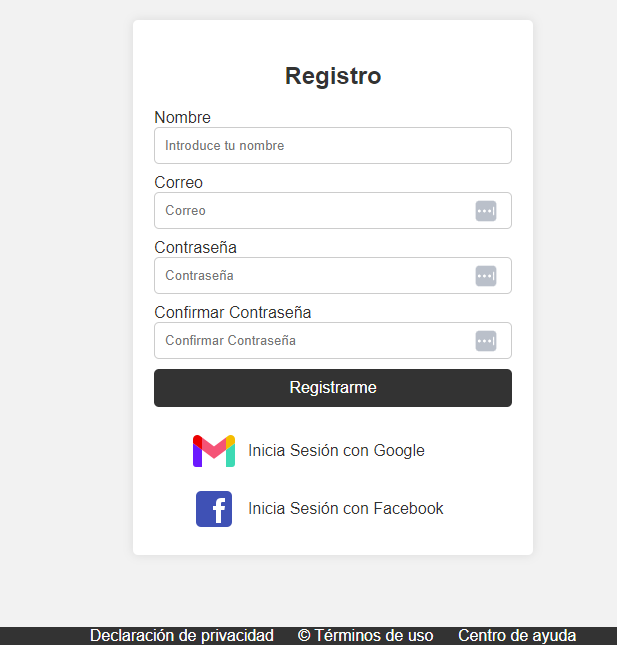 Registro
Nombre
Introduce tu nombre
Correo
Correo
Contraseña
Contraseña
Confirmar Contraseña
Confirmar Contraseña
Registrarme
Inicia Sesión con Google
Inicia Sesión con Facebook
Declaración de privacidad © Términos de uso Centro de ayuda